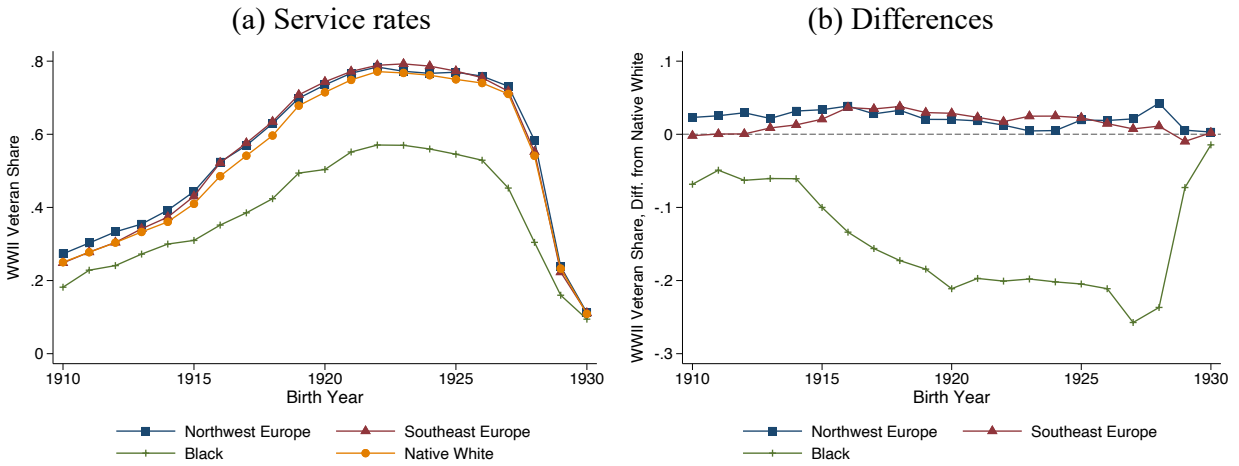 (a) Service rates
WWII Veteran Share
.8
.6
.4
.2
0
1910 1915 1920 1925 1930
Birth Year
Northwest Europe Southeast Europe
Black Native White
(b) Differences
WWII Veteran Share, Diff. from Native White
.1
0
-.1
-.2
-.3
1910 1915 1920 1925 1930
Birth Year
Northwest Europe Southeast Europe
Black